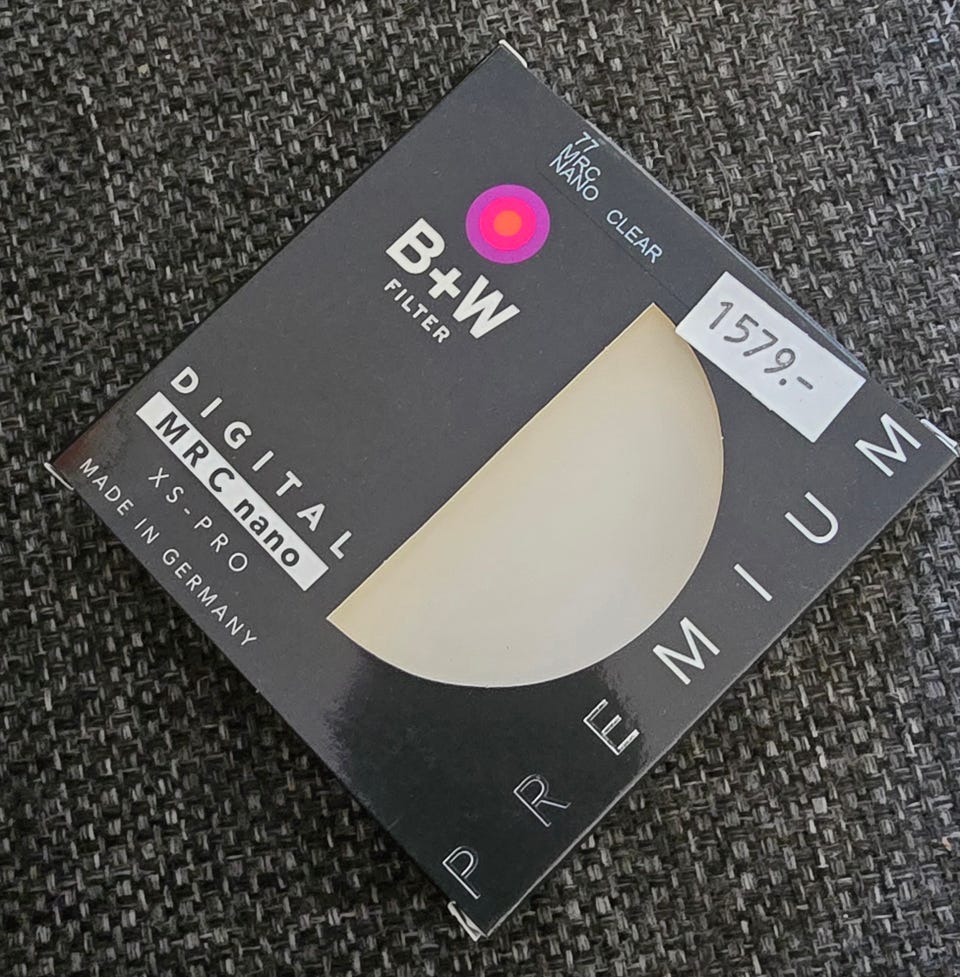 77
MRC
NANO CLEAR
B+W
FILTER
1579.-
DIGITAL
MRC nano
XS-PRO
MADE IN GERMANY
PREMIUM